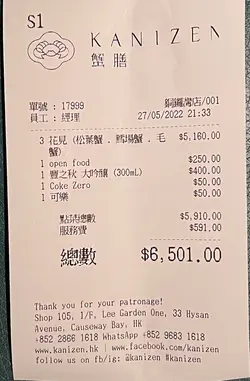 S1
KANIZEN
蟹膳
單號 : 17999 銅鑼灣店/001
員工 : 經理 27/05/2022 21:33
3 花見 (松葉蟹 . 鱈場蟹 . 毛蟹) $5,160.00
1 open food $250.00
1 豐之秋 大吟釀 (300mL) $400.00
1 Coke Zero $50.00
1 可樂 $50.00
點菜總數 $5,910.00
服務費 $591.00
總數 $6,501.00
Thank you for your patronage!
Shop 105, 1/F, Lee Garden One, 33 Hysan
Avenue, Causeway Bay, HK
+852 2866 1618 WhatsApp +852 9683 1618
www.kanizen.hk | www.facebook.com/kanizen
follow us on fb/ig: @kanizen #kanizen